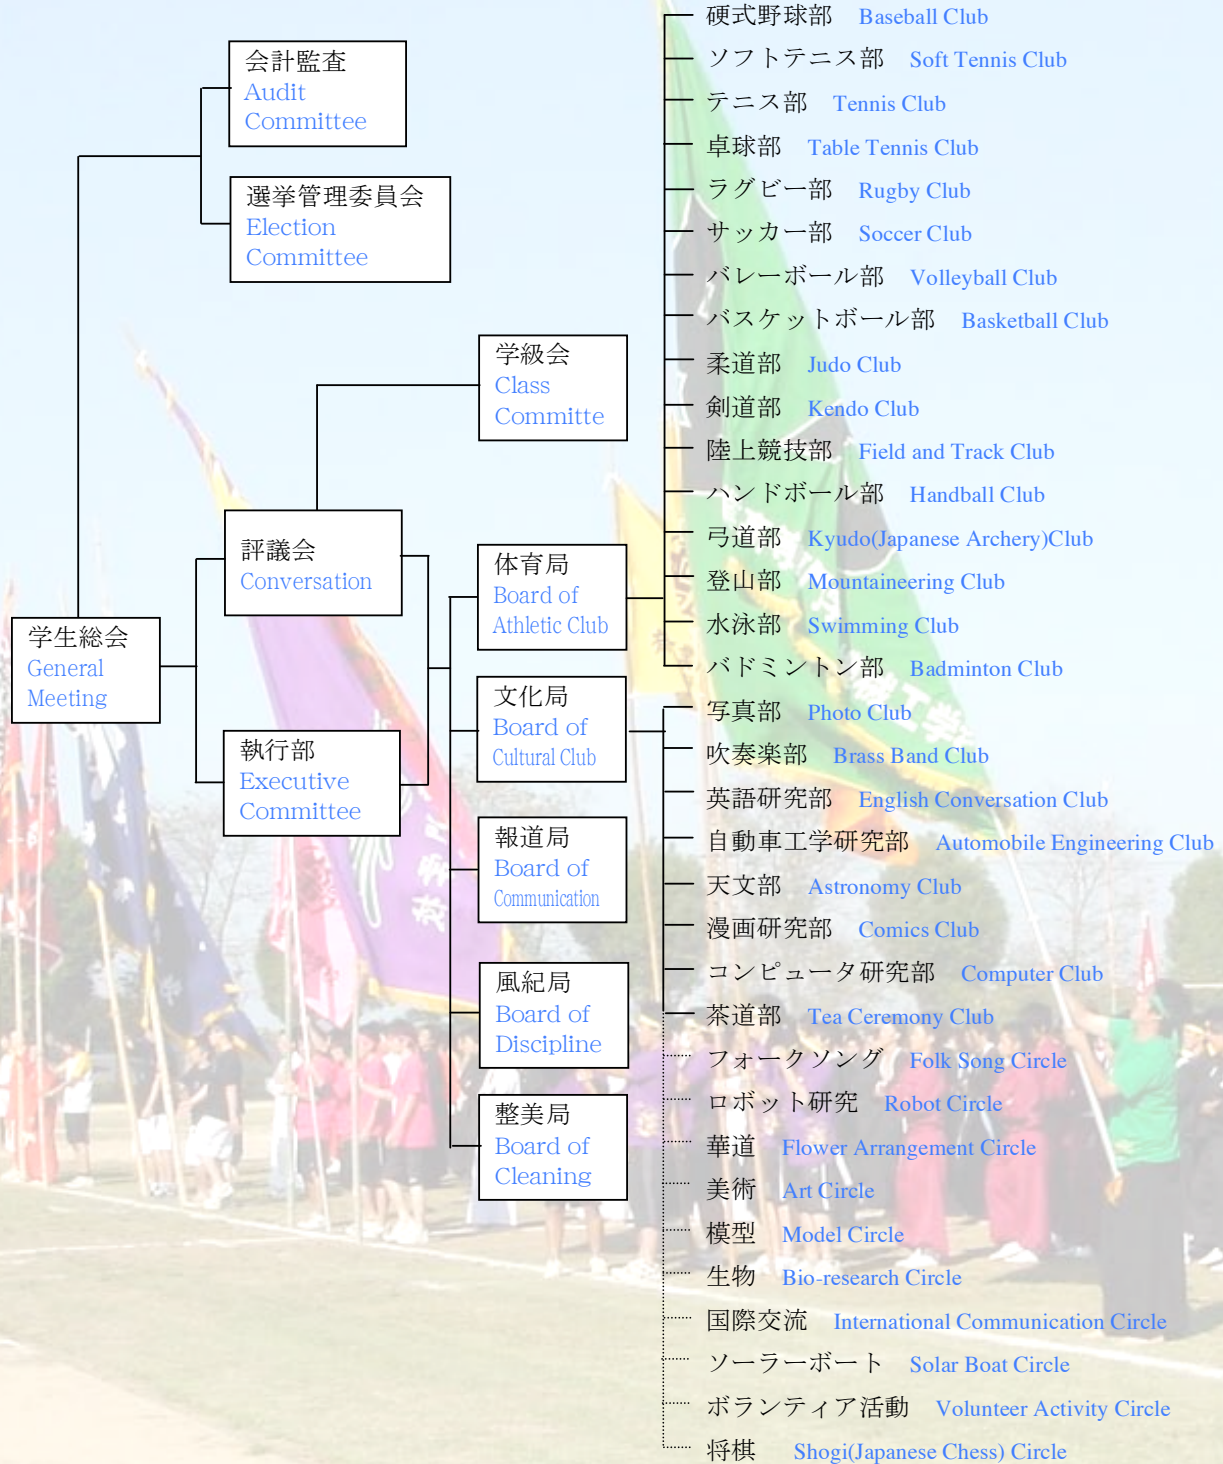 会計監査
Audit
Committee
選挙管理委員会
Election
Committee
学級会
Class
Committe
評議会
Conversation
学生総会
General
Meeting
執行部
Executive
Committee
体育局
Board of
Athletic Club
文化局
Board of
Cultural Club
報道局
Board of
Communication
風紀局
Board of
Discipline
整美局
Board of
Cleaning
硬式野球部 Baseball Club
ソフトテニス部 Soft Tennis Club
テニス部 Tennis Club
卓球部 Table Tennis Club
ラグビー部 Rugby Club
サッカー部 Soccer Club
バレーボール部 Volleyball Club
バスケットボール部 Basketball Club
柔道部 Judo Club
剣道部 Kendo Club
陸上競技部 Field and Track Club
ハンドボール部 Handball Club
弓道部 Kyudo(Japanese Archery)Club
登山部 Mountaineering Club
水泳部 Swimming Club
バドミントン部 Badminton Club
写真部 Photo Club
吹奏楽部 Brass Band Club
英語研究部 English Conversation Club
自動車工学研究部 Automobile Engineering Club
天文部 Astronomy Club
漫画研究部 Comics Club
コンピュータ研究部 Computer Club
茶道部 Tea Ceremony Club
フォークソング Folk Song Circle
ロボット研究 Robot Circle
華道 Flower Arrangement Circle
美術 Art Circle
模型 Model Circle
生物 Bio-research Circle
国際交流 International Communication Circle
ソーラーボート Solar Boat Circle
ボランティア活動 Volunteer Activity Circle
将棋 Shogi(Japanese Chess) Circle